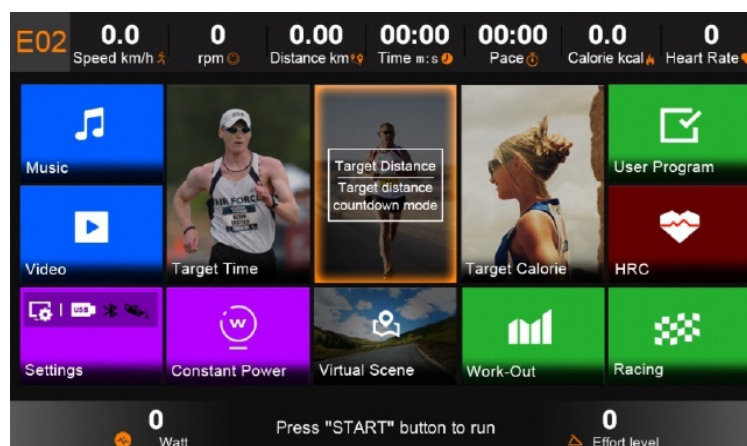 E02
0.0
Speed km/h
0
rpm
0.00
Distance km
00:00
Time m:s
00:00
Pace
0.0
Calorie kcal
0
Heart Rate
Music
Target Distance
Target distance
countdown mode
User Program
USA
AIR FORCE
Video
Target Time
Target Calorie
HRC
USB
W
Settings
Constant Power
Virtual Scene
Work-Out
Racing
0
Watt
Press "START" button to run
0
Effort level